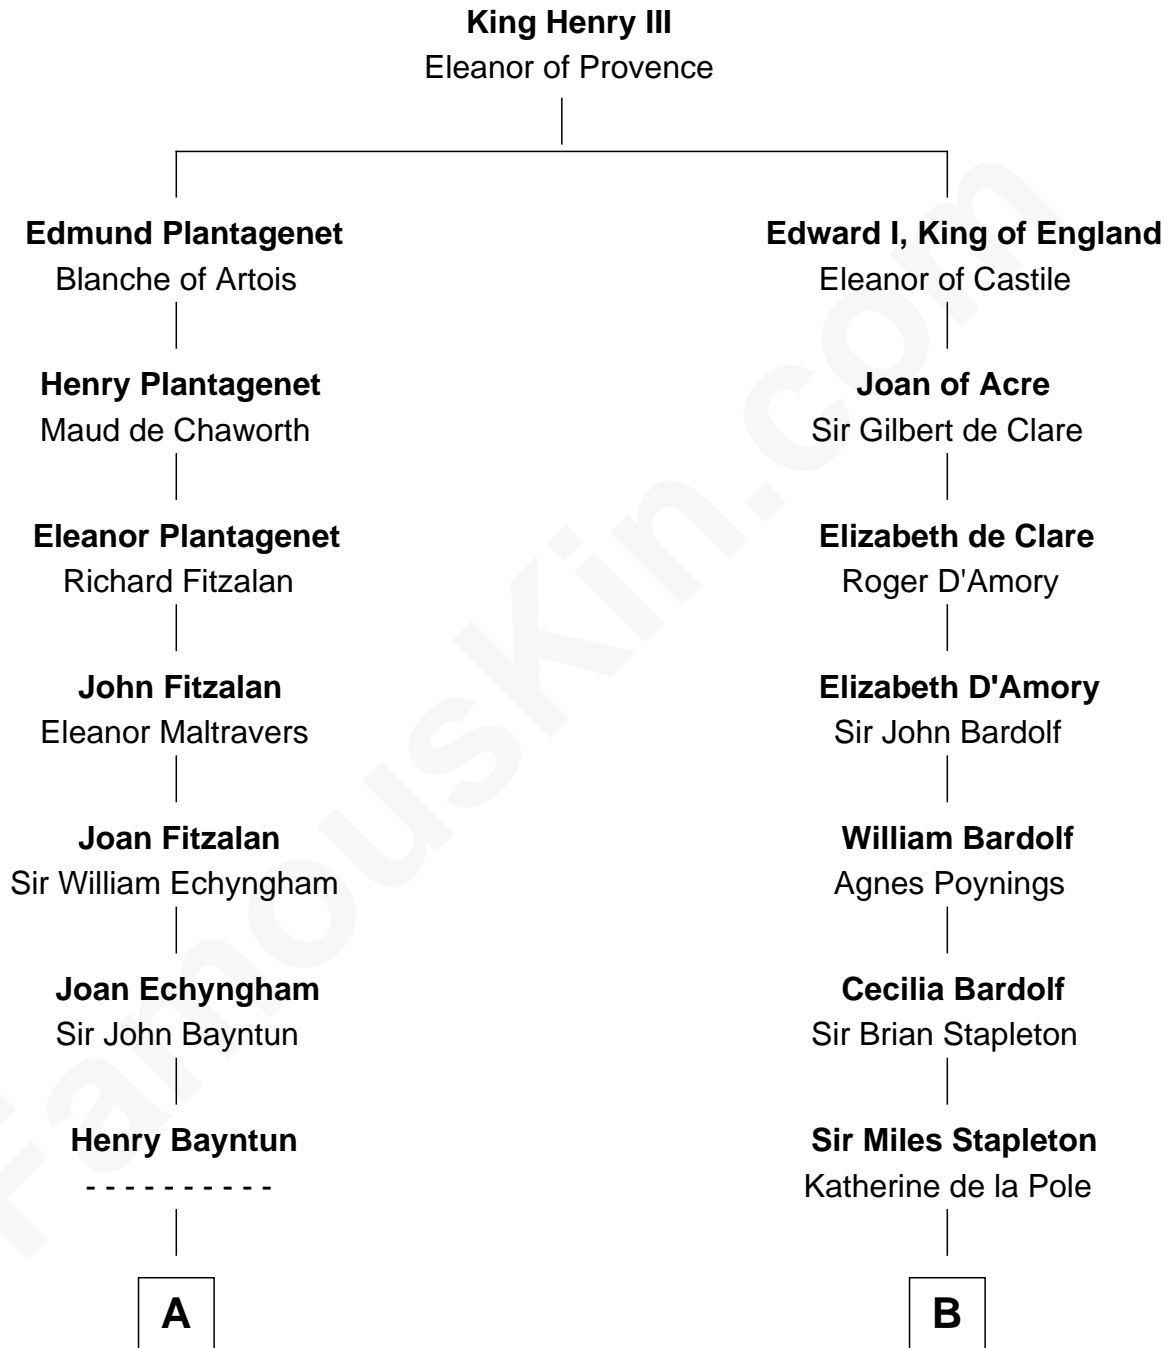 King Henry III
Eleanor of Provence
Edmund Plantagenet
Blanche of Artois
Edward I, King of England
Eleanor of Castile
Henry Plantagenet
Maud de Chaworth
Joan of Acre
Sir Gilbert de Clare
Eleanor Plantagenet
Richard Fitzalan
Elizabeth de Clare
Roger D'Amory
John Fitzalan
Eleanor Maltravers
Elizabeth D'Amory
Sir John Bardolf
Joan Fitzalan
Sir William Echyngham
William Bardolf
Agnes Poynings
Joan Echyngham
Sir John Bayntun
Cecilia Bardolf
Sir Brian Stapleton
Henry Bayntun
- - - - - - - - - -
Sir Miles Stapleton
Katherine de la Pole
A
B
FamousKin.com